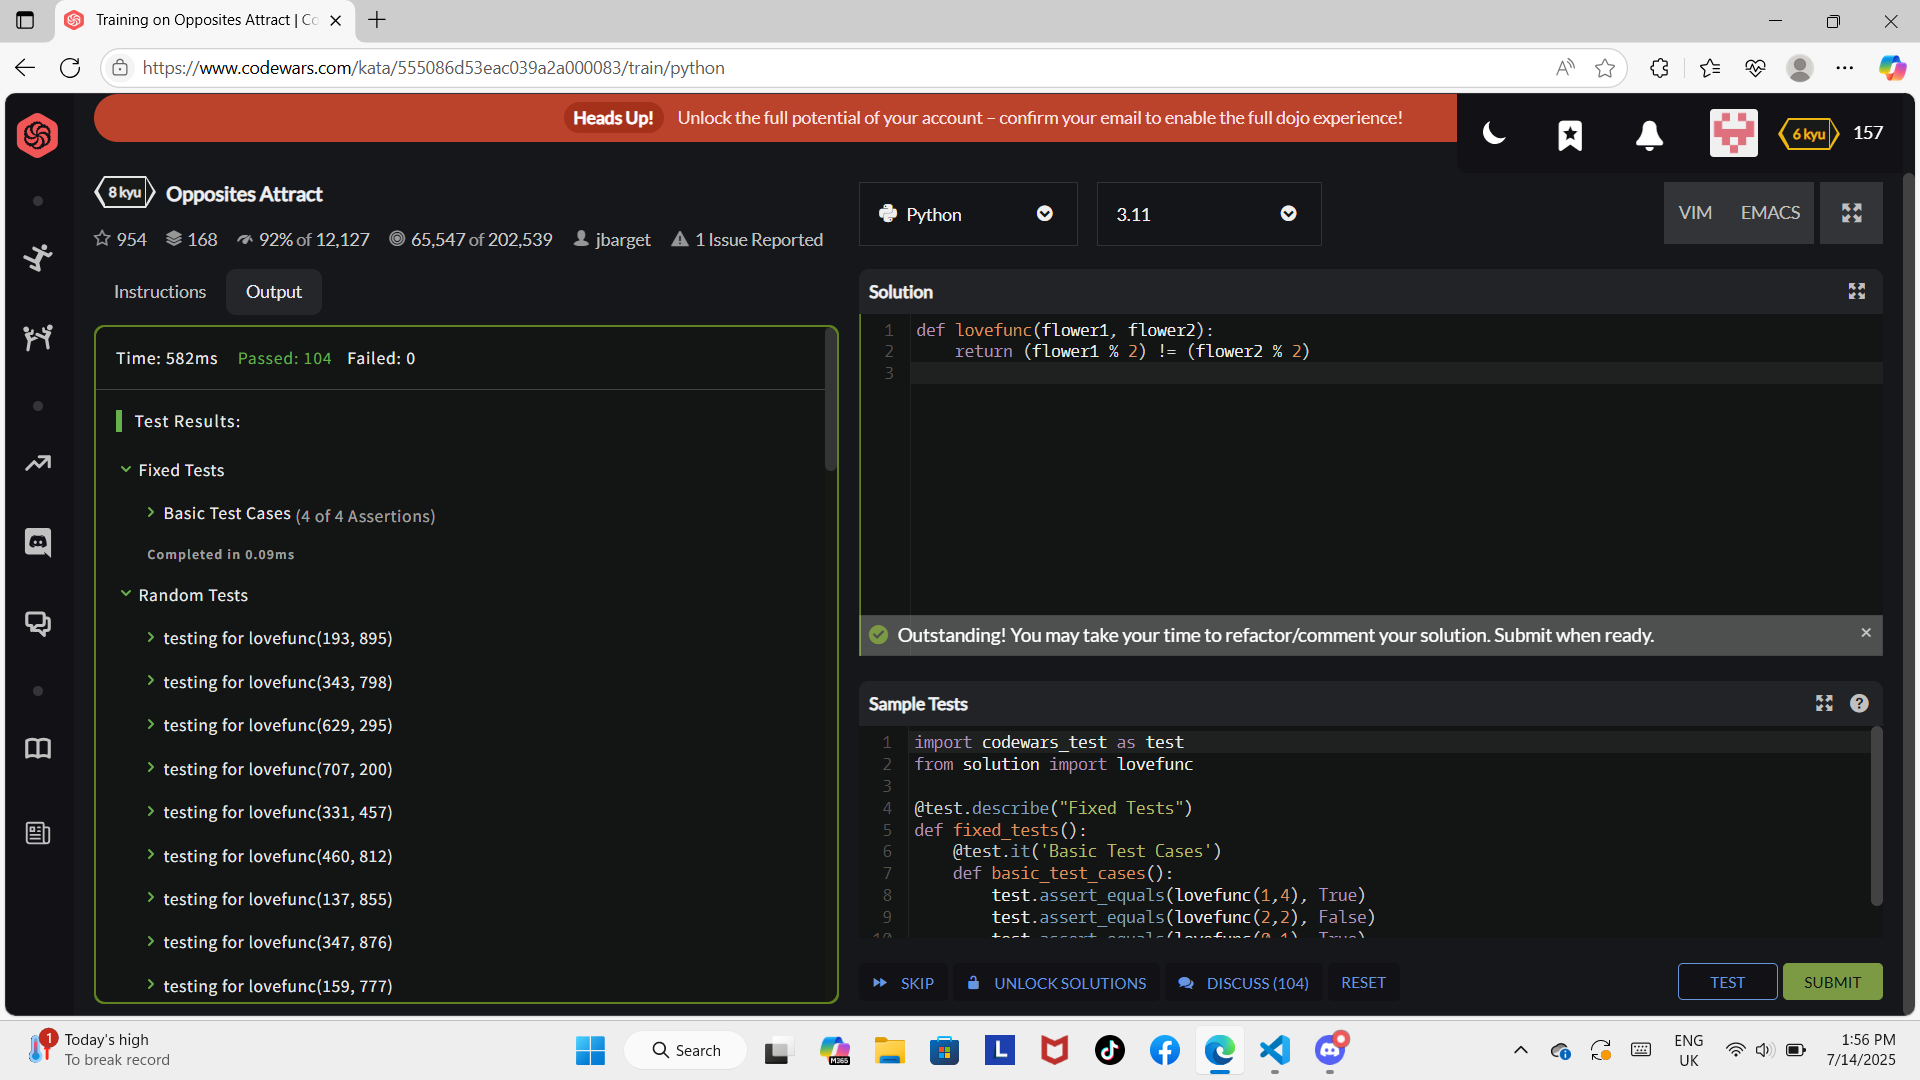 Training on Opposites Attract | Co
https://www.codewars.com/kata/555086d53eac039a2a000083/train/python
Heads Up! Unlock the full potential of your account – confirm your email to enable the full dojo experience!
6 kyu 157
8 kyu Opposites Attract
954 168 92% of 12,127 65,547 of 202,539 jbarget 1 Issue Reported
Python
3.11
VIM EMACS
Instructions Output
Time: 582ms Passed: 104 Failed: 0
Test Results:
Fixed Tests
Basic Test Cases (4 of 4 Assertions)
Completed in 0.09ms
Random Tests
testing for lovefunc(193, 895)
testing for lovefunc(343, 798)
testing for lovefunc(629, 295)
testing for lovefunc(707, 200)
testing for lovefunc(331, 457)
testing for lovefunc(460, 812)
testing for lovefunc(137, 855)
testing for lovefunc(347, 876)
testing for lovefunc(159, 777)
Solution
1 def lovefunc(flower1, flower2):
2     return (flower1 % 2) != (flower2 % 2)
3
Outstanding! You may take your time to refactor/comment your solution. Submit when ready.
Sample Tests
1 import codewars_test as test
2 from solution import lovefunc
3
4 @test.describe("Fixed Tests")
5 def fixed_tests():
6     @test.it('Basic Test Cases')
7     def basic_test_cases():
8         test.assert_equals(lovefunc(1,4), True)
9         test.assert_equals(lovefunc(2,2), False)
10         test.assert_equals(lovefunc(0,1), True)
SKIP UNLOCK SOLUTIONS DISCUSS (104) RESET
TEST SUBMIT
1
Today's high
To break record
Search
M365
L
ENG
UK
1:56 PM
7/14/2025